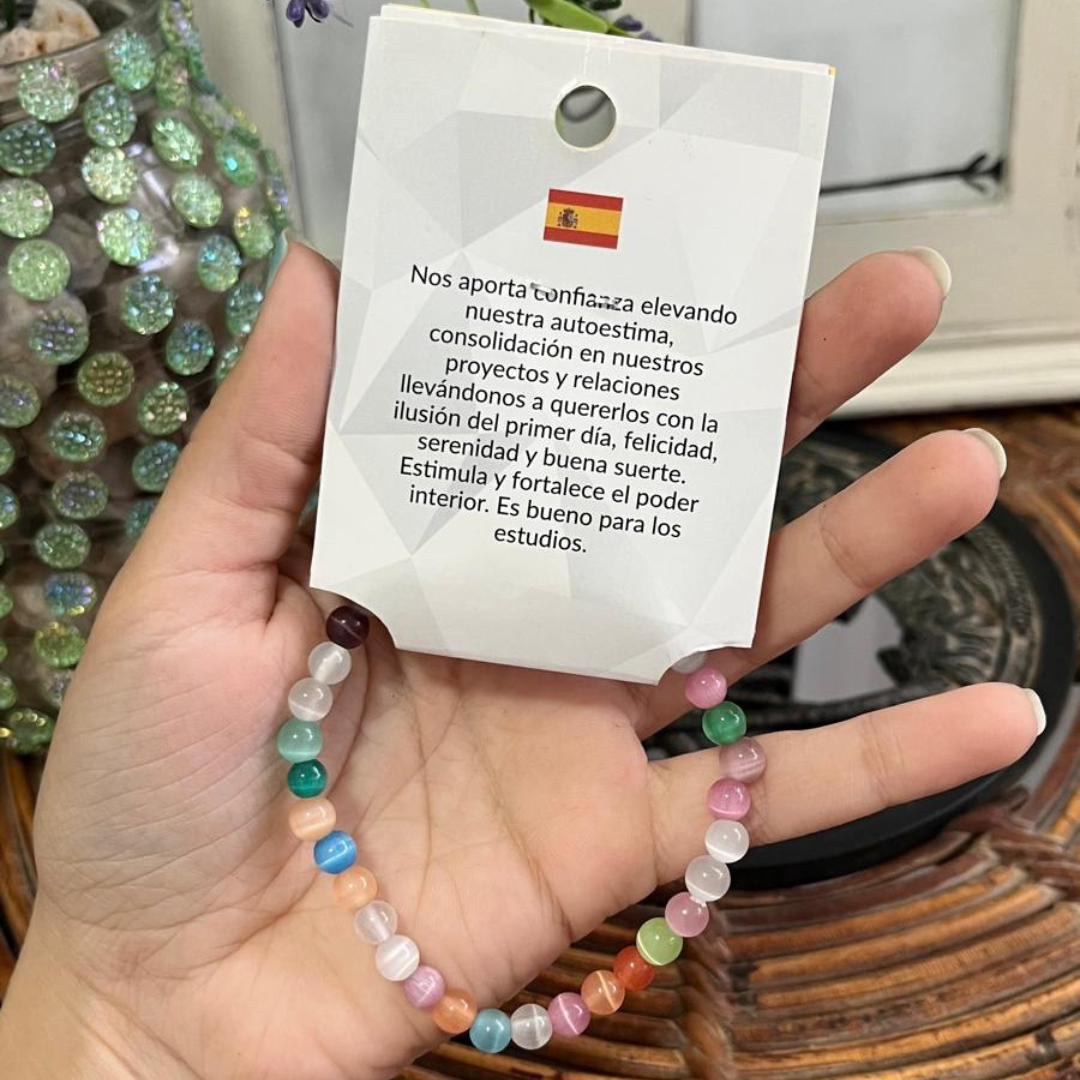 Nos aporta confianza elevando
nuestra autoestima,
consolidación en nuestros
proyectos y relaciones
llevándonos a quererlos con la
ilusión del primer día, felicidad,
serenidad y buena suerte.
Estimula y fortalece el poder
interior. Es bueno para los
estudios.